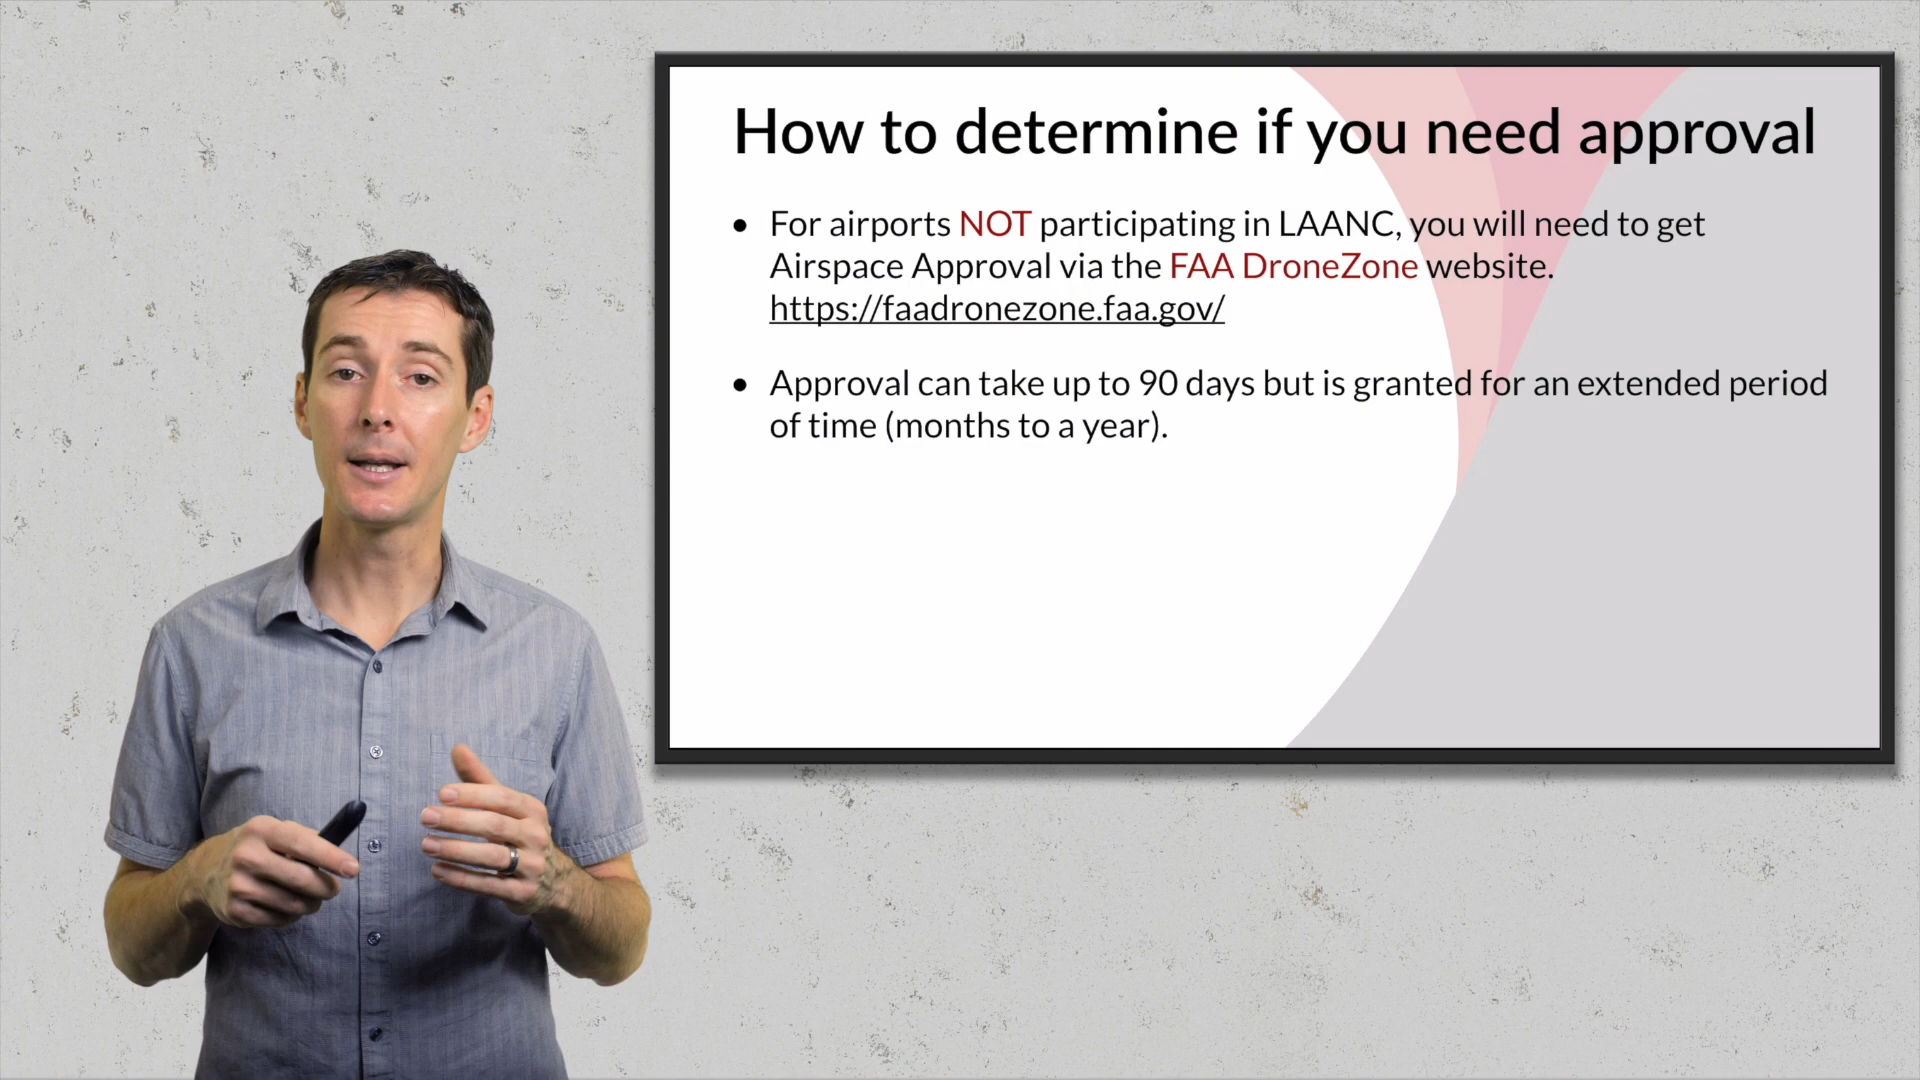 How to determine if you need approval
• For airports NOT participating in LAANC, you will need to get
Airspace Approval via the FAA DroneZone website.
https://faadronezone.faa.gov/
• Approval can take up to 90 days but is granted for an extended period
of time (months to a year).